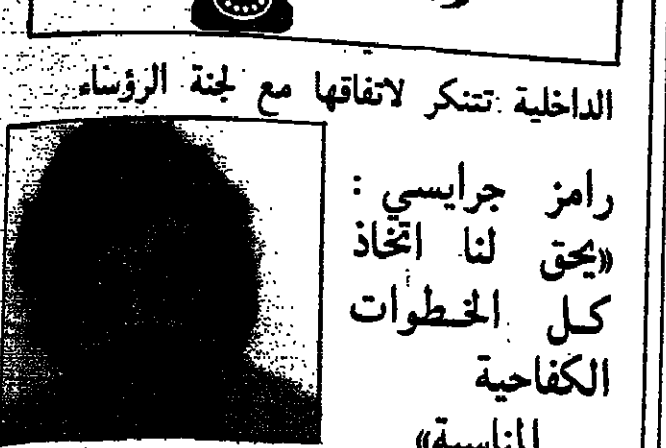 الداخلية تتنكر لاتفاقها مع لجنة الرؤساء
رامز جرايسي :
«يحق لنا اتخاذ
كل الخطوات
الكفاحية
المناسبة»